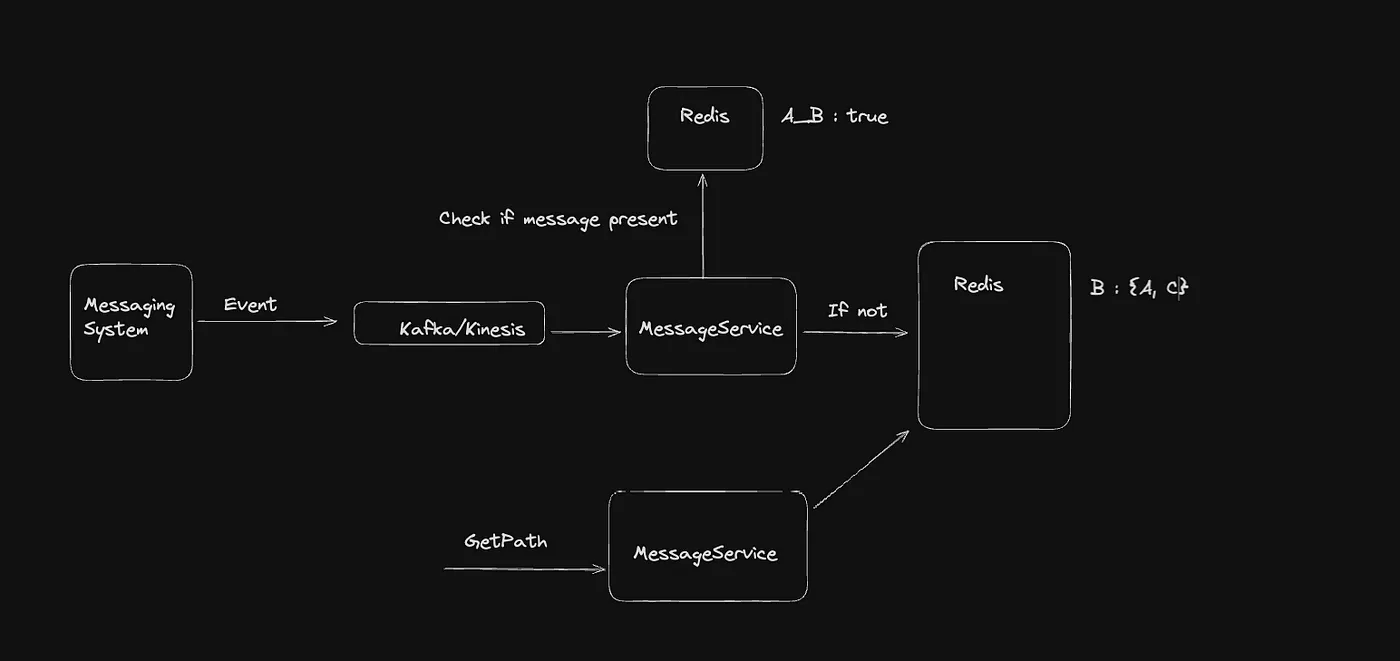 Redis
A_B : true
Check if message present
Messaging
System
Event
Kafka/Kinesis
MessageService
If not
Redis
B : {A, C}
GetPath
MessageService